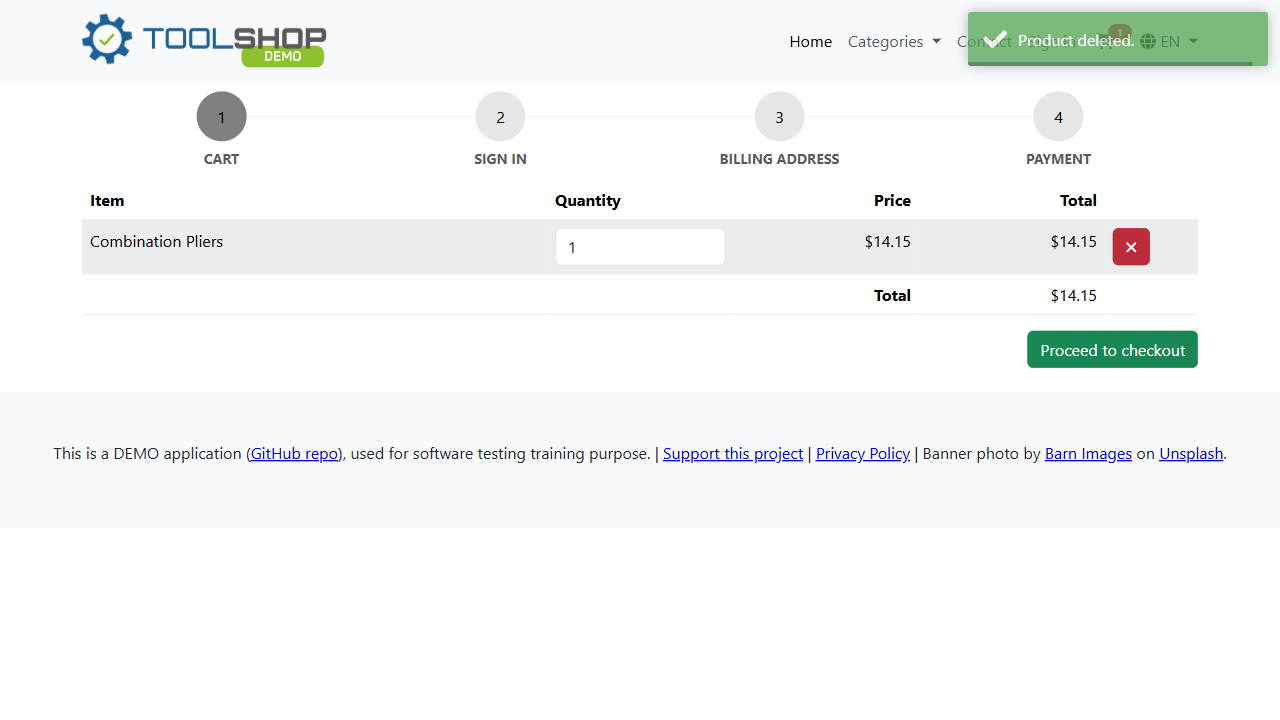 TOOLSHOP
DEMO
Home
Categories
Product deleted.
EN
1
CART
2
SIGN IN
3
BILLING ADDRESS
4
PAYMENT
Item Quantity Price Total
Combination Pliers 1 $14.15 $14.15 ×
Total $14.15
Proceed to checkout
This is a DEMO application (GitHub repo), used for software testing training purpose. | Support this project | Privacy Policy | Banner photo by Barn Images on Unsplash.